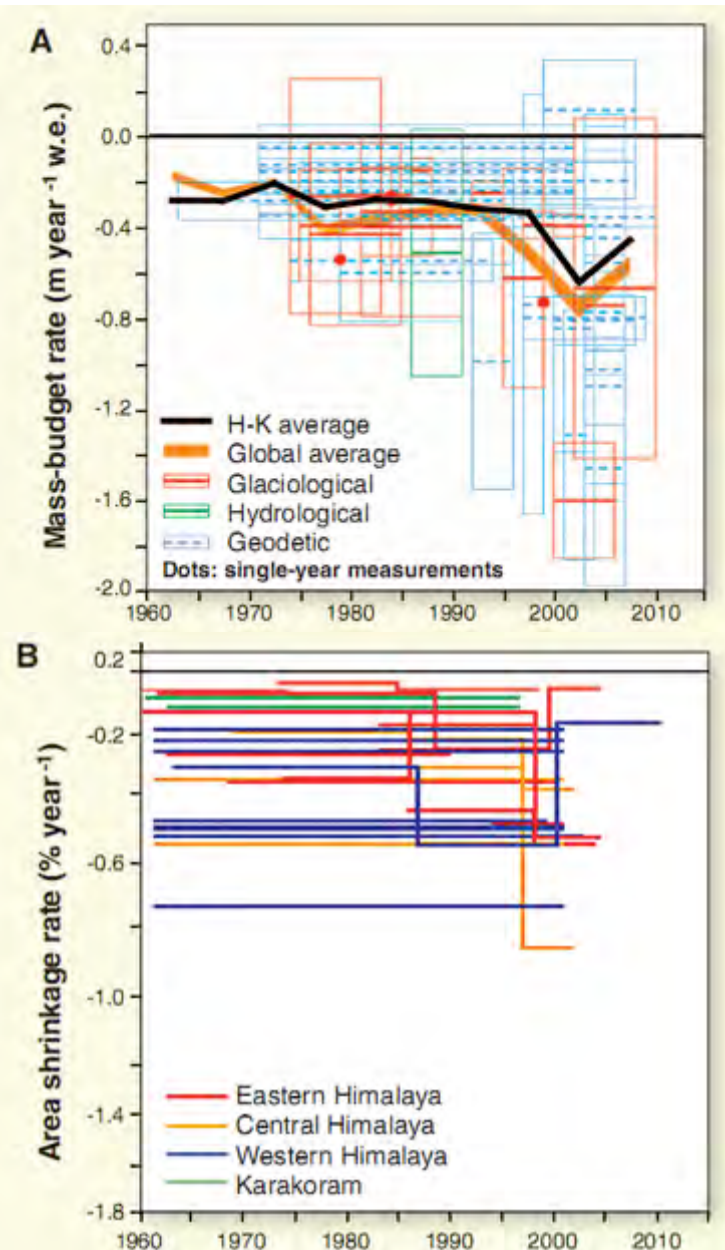 A
Mass-budget rate (m year -1 w.e.)
0.4
0.0
-0.4
-0.8
-1.2
-1.6
-2.0
H-K average
Global average
Glaciological
Hydrological
Geodetic
Dots: single-year measurements
1960 1970 1980 1990 2000 2010
B
Area shrinkage rate (% year -1)
0.2
-0.2
-0.6
-1.0
-1.4
-1.8
Eastern Himalaya
Central Himalaya
Western Himalaya
Karakoram
1960 1970 1980 1990 2000 2010